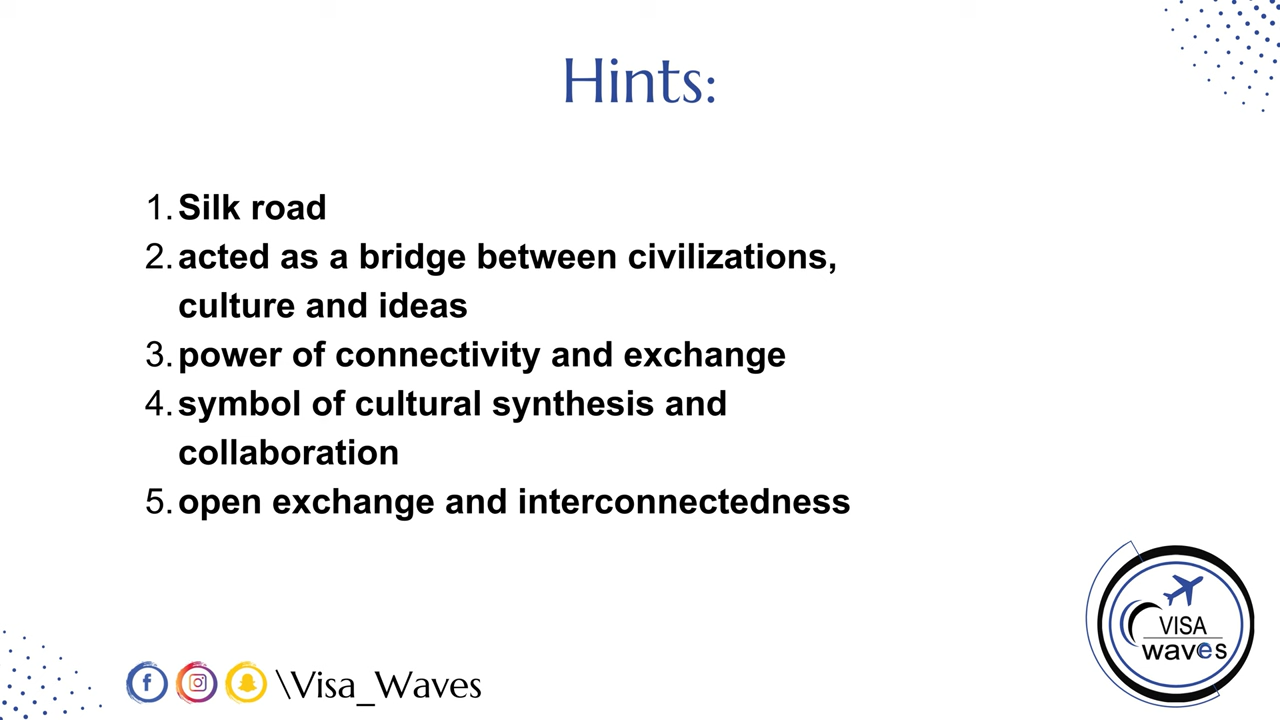 Hints:
1. Silk road
2. acted as a bridge between civilizations,
culture and ideas
3. power of connectivity and exchange
4. symbol of cultural synthesis and
collaboration
5. open exchange and interconnectedness
VISA
waves
\Visa_Waves